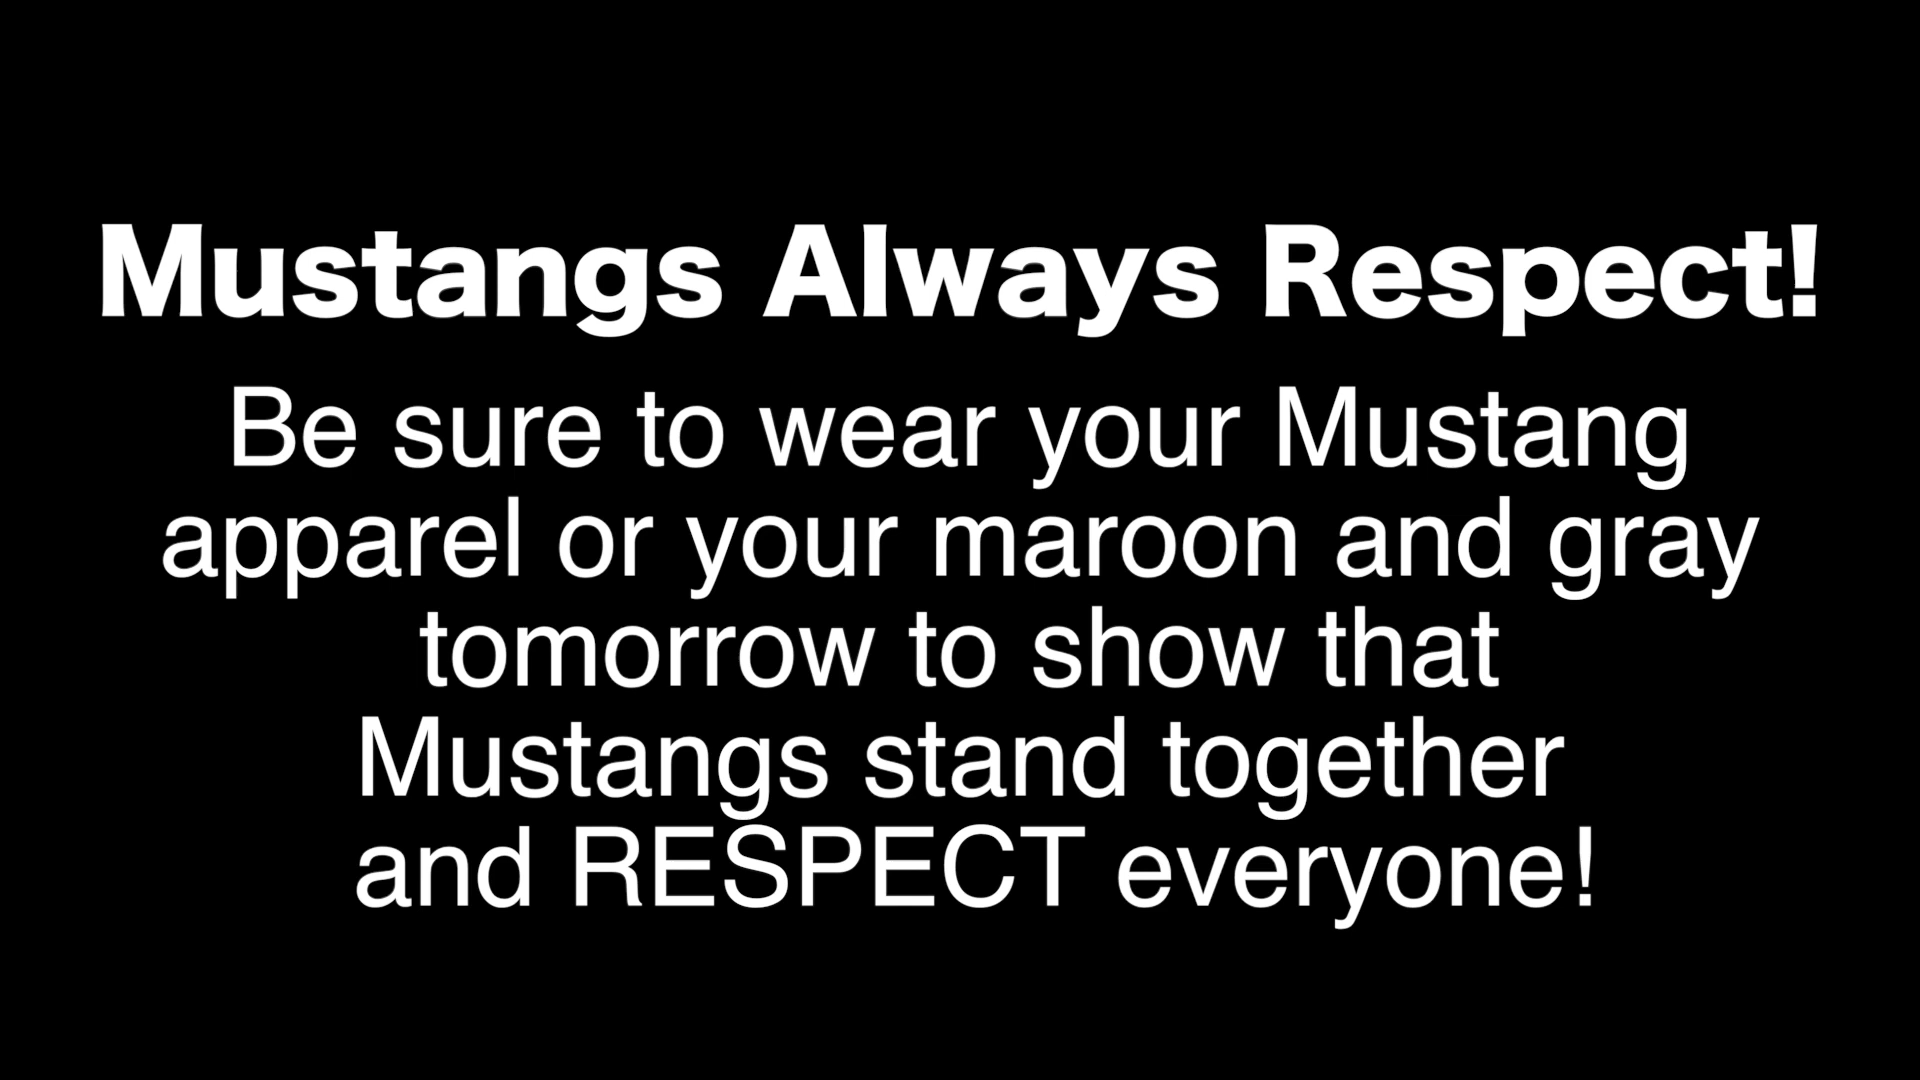 Mustangs Always Respect!
Be sure to wear your Mustang
apparel or your maroon and gray
tomorrow to show that
Mustangs stand together
and RESPECT everyone!